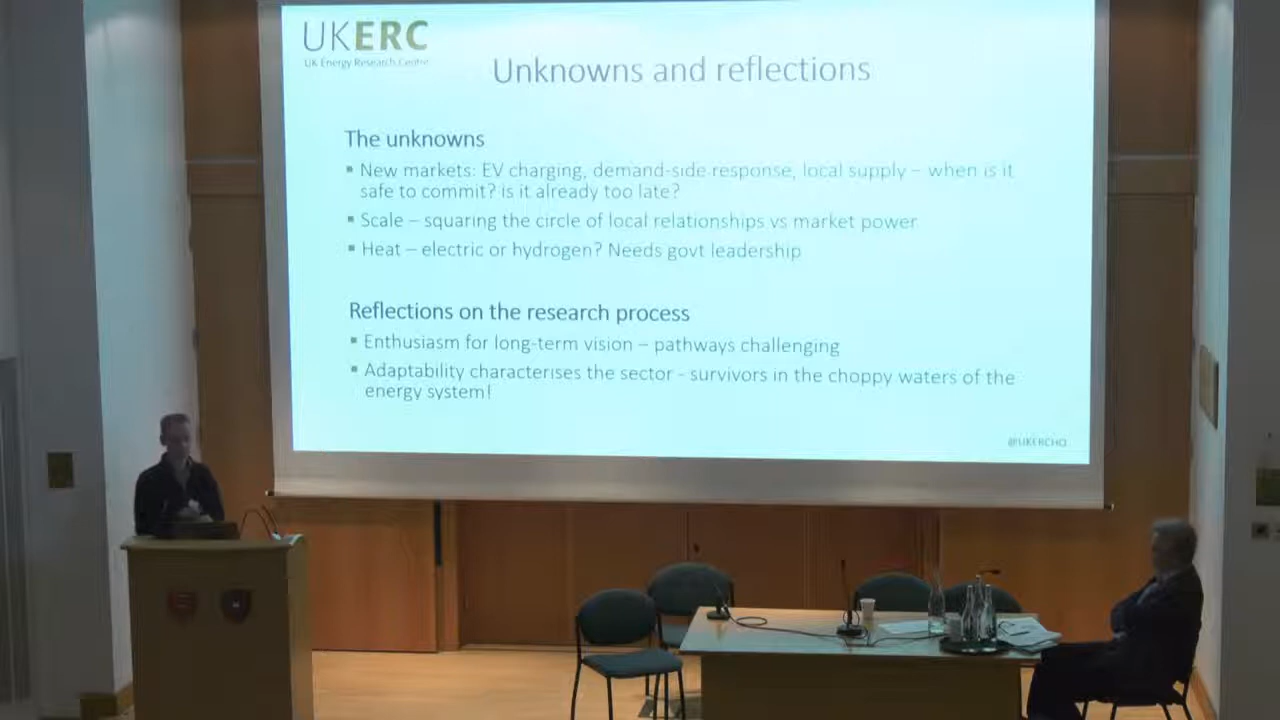 UKERC
UK Energy Research Centre
Unknowns and reflections
The unknowns
▪ New markets: EV charging, demand-side response, local supply – when is it
safe to commit? is it already too late?
▪ Scale – squaring the circle of local relationships vs market power
▪ Heat – electric or hydrogen? Needs govt leadership
Reflections on the research process
▪ Enthusiasm for long-term vision – pathways challenging
▪ Adaptability characterises the sector - survivors in the choppy waters of the
energy system!
@UKERCHQ